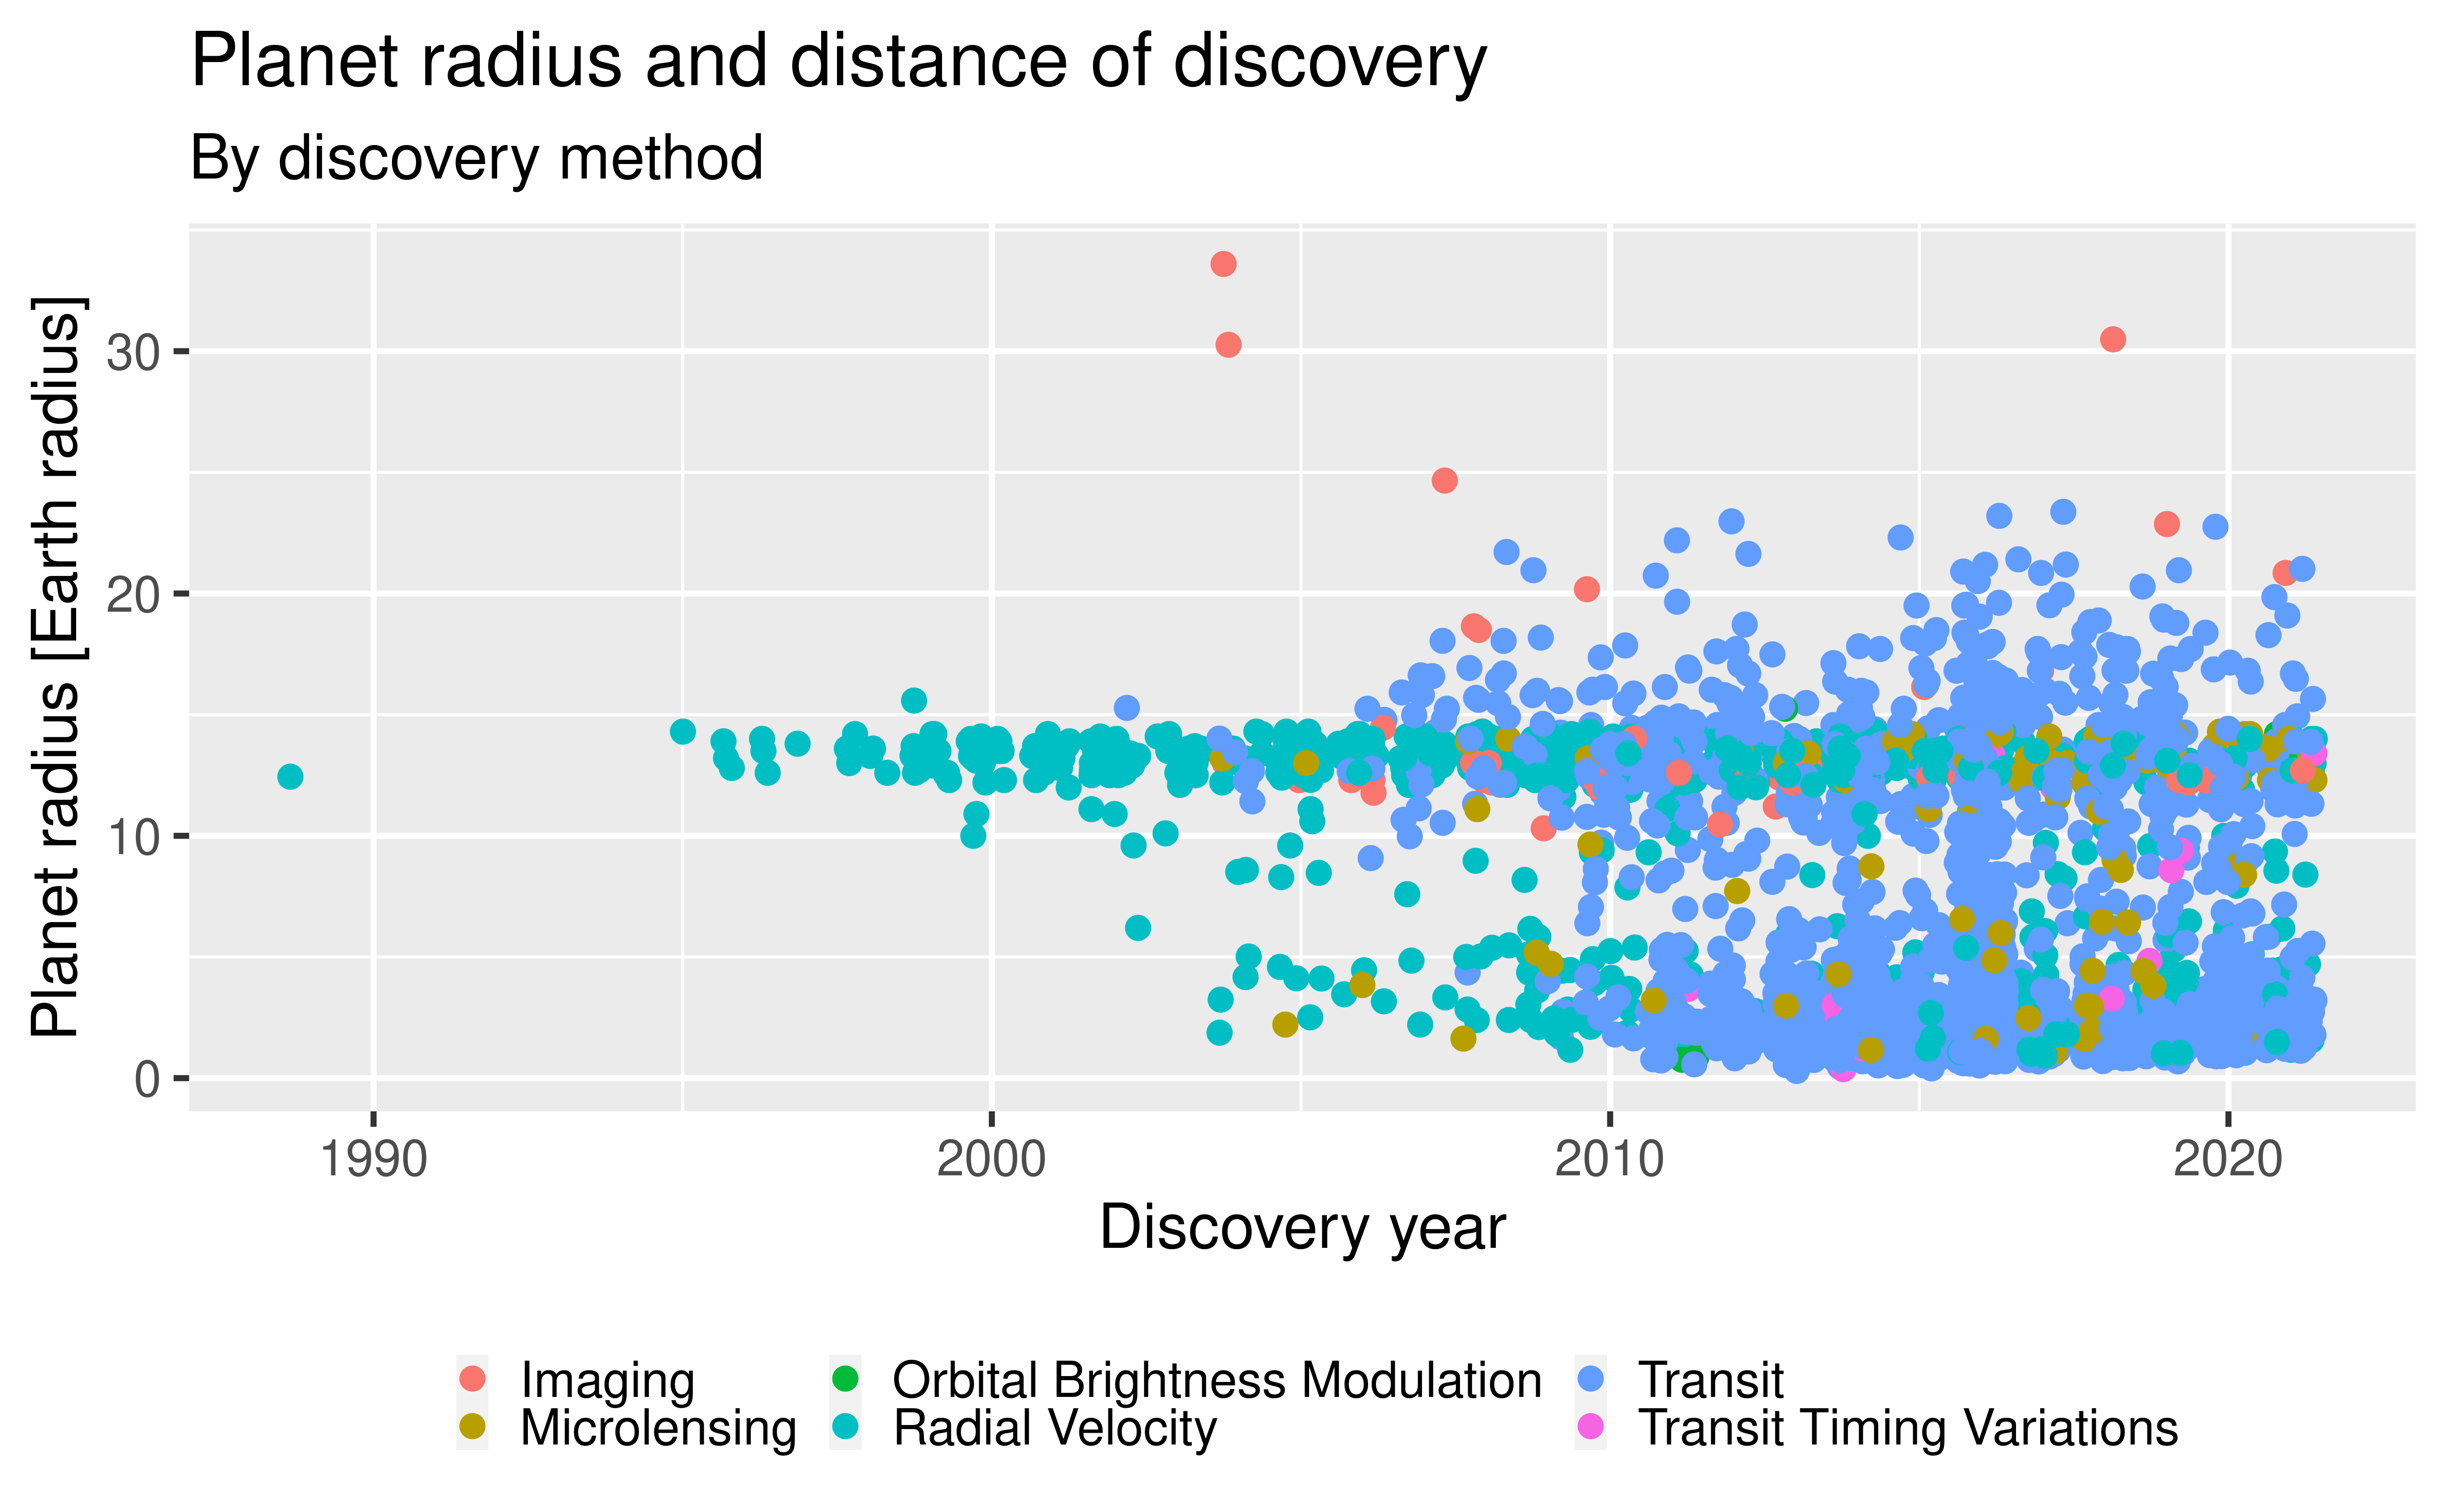 Planet radius and distance of discovery
By discovery method
Planet radius [Earth radius]
30
20
10
0
1990 2000 2010 2020
Discovery year
Imaging Orbital Brightness Modulation Transit
Microlensing Radial Velocity Transit Timing Variations